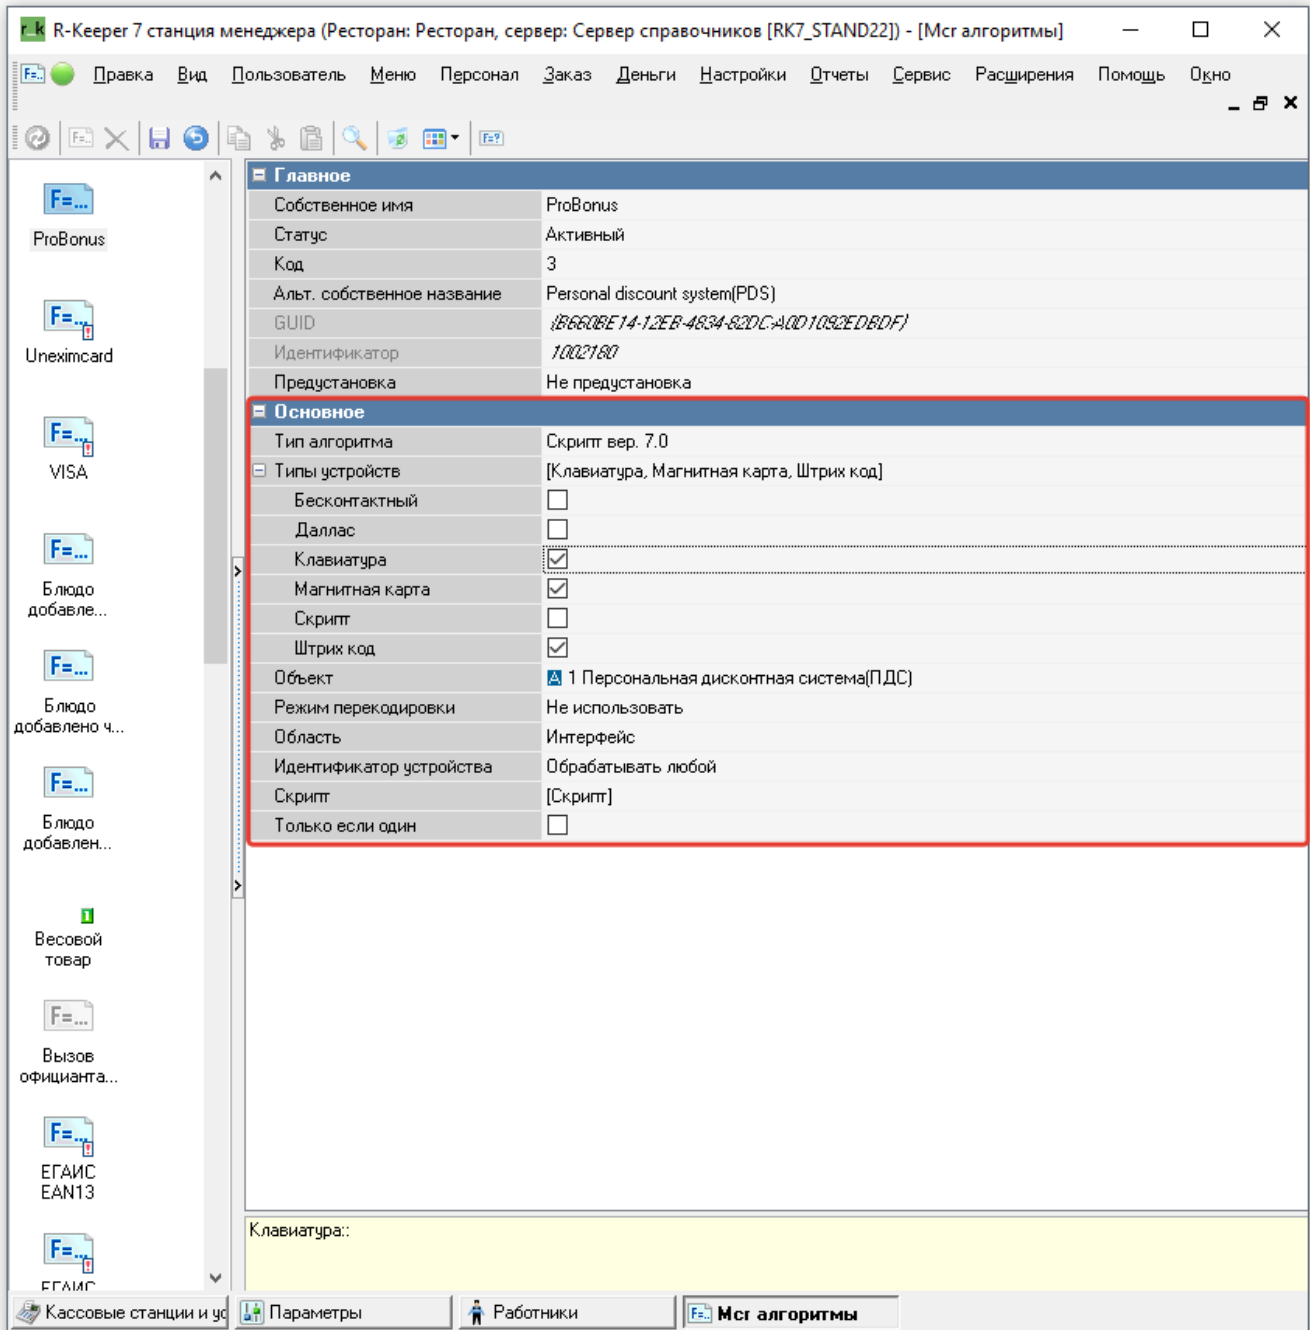 r_k R-Keeper 7 станция менеджера (Ресторан: Ресторан, сервер: Сервер справочников [RK7_STAND22]) - [Mcr алгоритмы]
Правка Вид Пользователь Меню Персонал Заказ Деньги Настройки Отчеты Сервис Расширения Помощь Окно
ProBonus
Uneximcard
VISA
Блюдо
добавле...
Блюдо
добавлено ч...
Блюдо
добавлен...
Весовой
товар
Вызов
официанта...
ЕГАИС
EAN13
ЕГАИС
Главное
Собственное имя ProBonus
Статус Активный
Код 3
Альт. собственное название Personal discount system(PDS)
GUID {B660BE14-12EB-4834-82DC-A0D1092EDBDF}
Идентификатор 1002180
Предустановка Не предустановка
Основное
Тип алгоритма Скрипт вер. 7.0
Типы устройств [Клавиатура, Магнитная карта, Штрих код]
Бесконтактный
Даллас
Клавиатура
Магнитная карта
Скрипт
Штрих код
Объект 1 Персональная дисконтная система(ПДС)
Режим перекодировки Не использовать
Область Интерфейс
Идентификатор устройства Обрабатывать любой
Скрипт [Скрипт]
Только если один
Клавиатура::
Кассовые станции и ус Параметры Работники Mcr алгоритмы